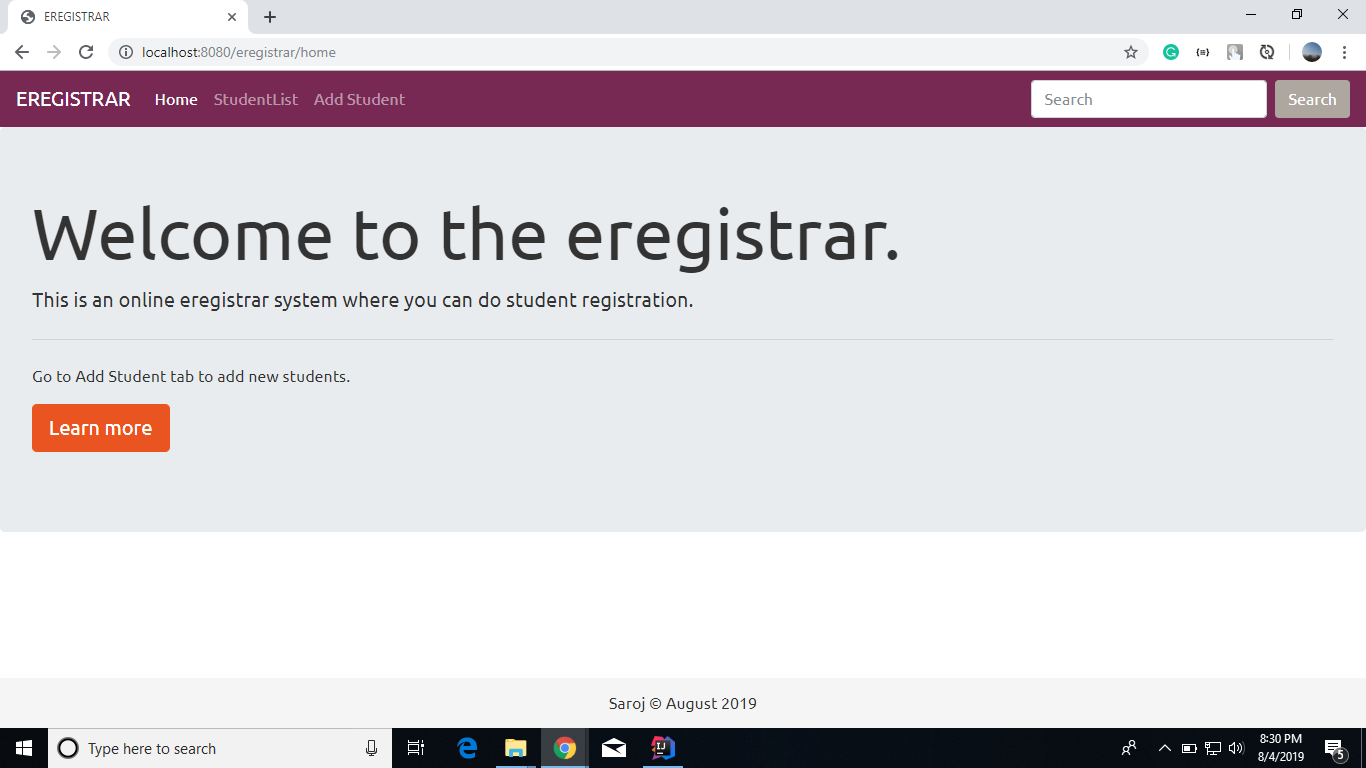 EREGISTRAR
localhost:8080/eregistrar/home
EREGISTRAR Home StudentList Add Student Search Search
Welcome to the eregistrar.
This is an online eregistrar system where you can do student registration.
Go to Add Student tab to add new students.
Learn more
Saroj © August 2019
Type here to search
8:30 PM
8/4/2019
5